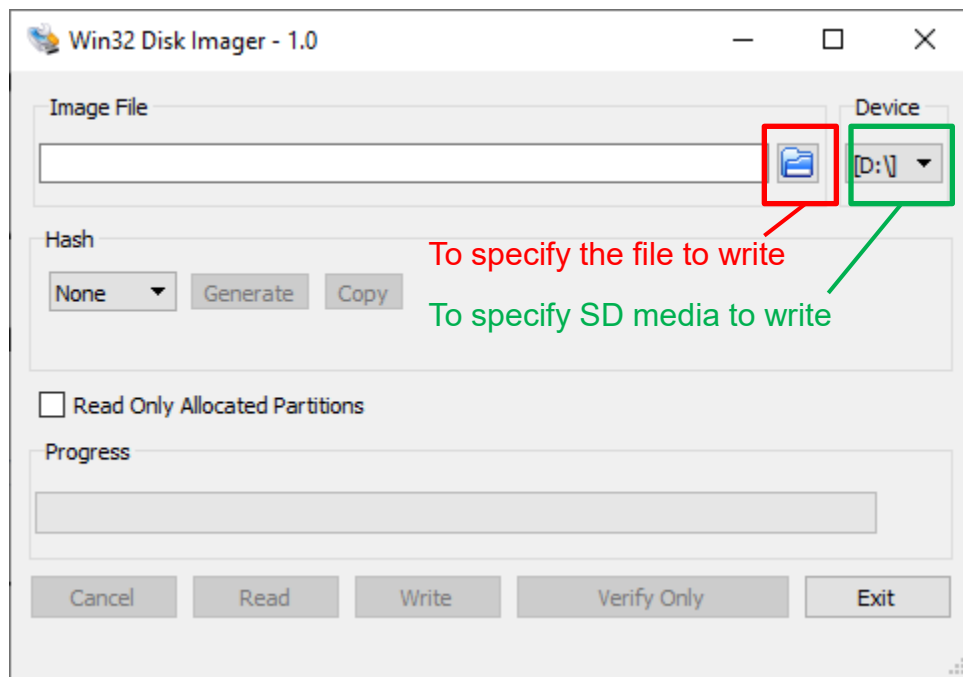 Win32 Disk Imager - 1.0
Image File
Device
[D:\]
Hash
To specify the file to write
None
Generate
Copy
To specify SD media to write
Read Only Allocated Partitions
Progress
Cancel
Read
Write
Verify Only
Exit